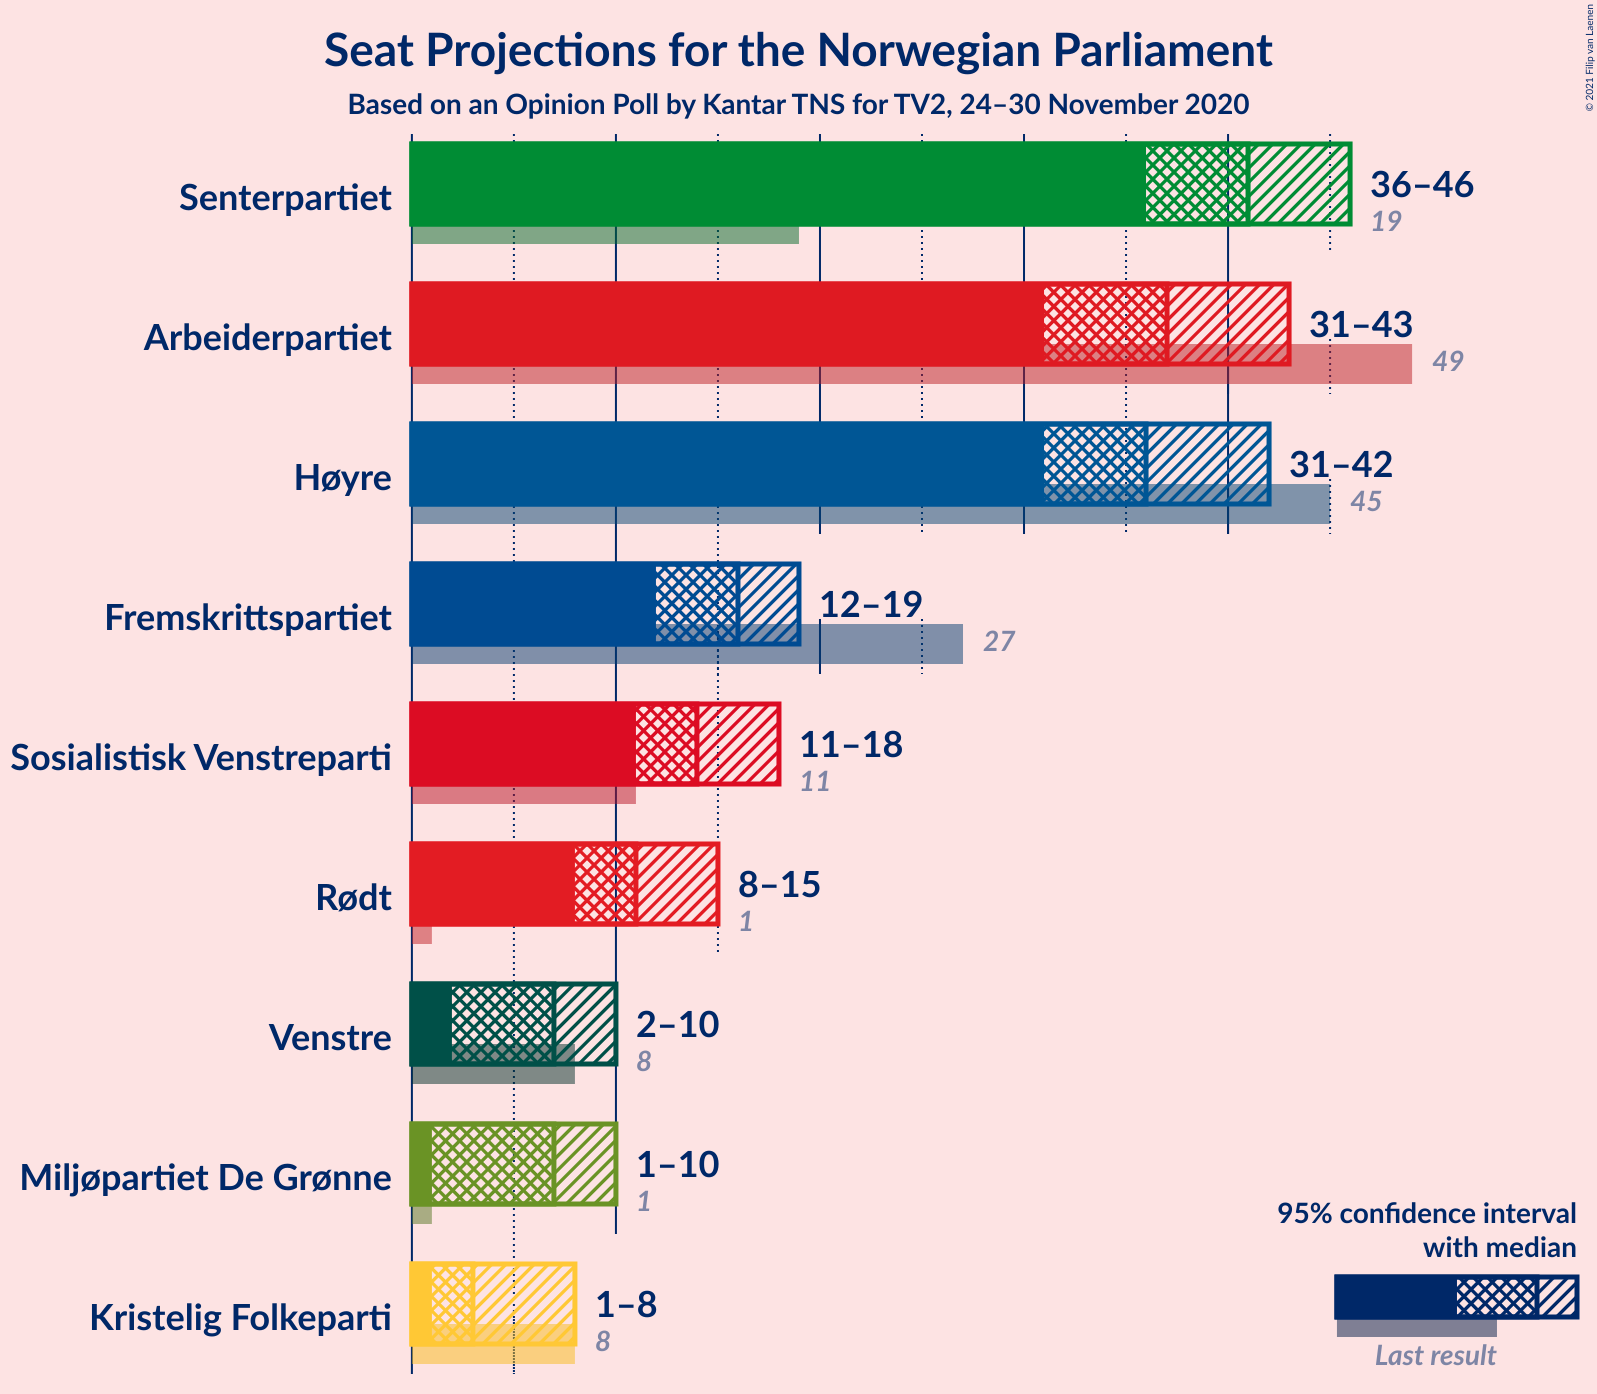 Seat Projections for the Norwegian Parliament
Based on an Opinion Poll by Kantar TNS for TV2, 24–30 November 2020
© 2021 Filip van Laenen
Senterpartiet
36–46
19
Arbeiderpartiet
31–43
49
Høyre
31–42
45
Fremskrittspartiet
12–19
27
Sosialistisk Venstreparti
11–18
11
Rødt
8–15
1
Venstre
2–10
8
Miljøpartiet De Grønne
1–10
1
Kristelig Folkeparti
1–8
8
95% confidence interval
with median
Last result